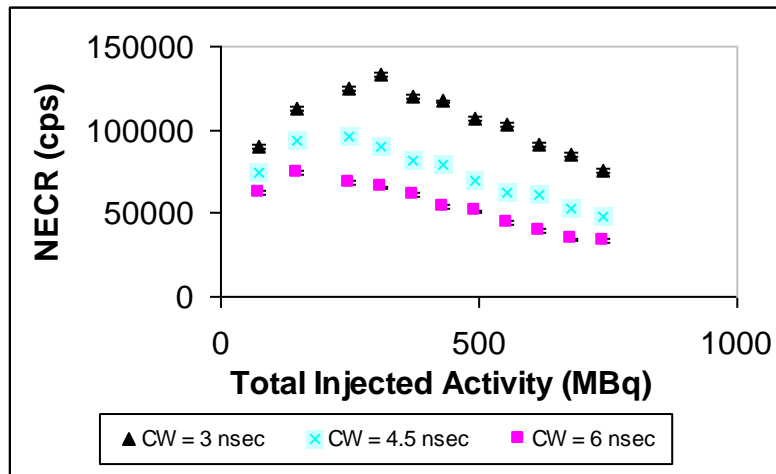 150000
100000
50000
0
NECR (cps)
0 500 1000
Total Injected Activity (MBq)
CW = 3 nsec CW = 4.5 nsec CW = 6 nsec